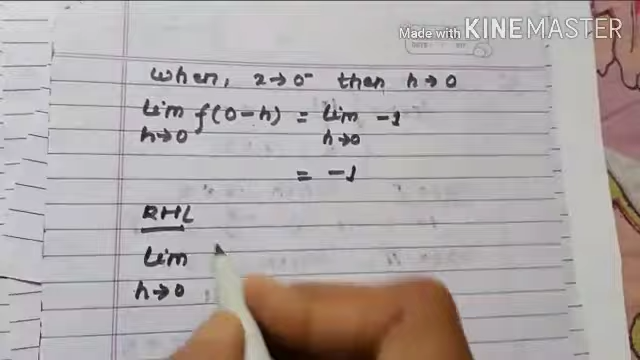 Made with KINEMASTER
When, x→0⁻ then h→0
Lim f(0-h) = Lim -1
h→0 h→0
= -1
RHL
Lim
h→0